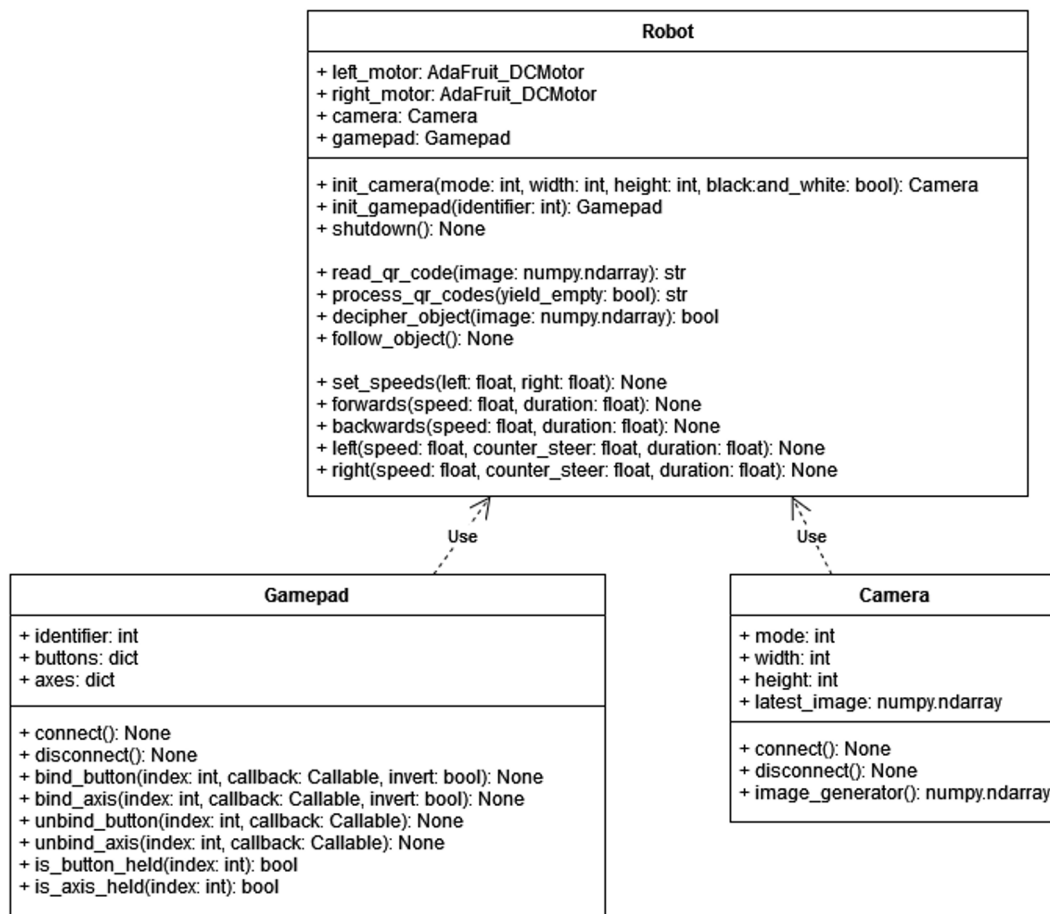 Robot
+ left_motor: AdaFruit_DCMotor
+ right_motor: AdaFruit_DCMotor
+ camera: Camera
+ gamepad: Gamepad
+ init_camera(mode: int, width: int, height: int, black:and_white: bool): Camera
+ init_gamepad(identifier: int): Gamepad
+ shutdown(): None
+ read_qr_code(image: numpy.ndarray): str
+ process_qr_codes(yield_empty: bool): str
+ decipher_object(image: numpy.ndarray): bool
+ follow_object(): None
+ set_speeds(left: float, right: float): None
+ forwards(speed: float, duration: float): None
+ backwards(speed: float, duration: float): None
+ left(speed: float, counter_steer: float, duration: float): None
+ right(speed: float, counter_steer: float, duration: float): None
Use
Use
Gamepad
+ identifier: int
+ buttons: dict
+ axes: dict
+ connect(): None
+ disconnect(): None
+ bind_button(index: int, callback: Callable, invert: bool): None
+ bind_axis(index: int, callback: Callable, invert: bool): None
+ unbind_button(index: int, callback: Callable): None
+ unbind_axis(index: int, callback: Callable): None
+ is_button_held(index: int): bool
+ is_axis_held(index: int): bool
Camera
+ mode: int
+ width: int
+ height: int
+ latest_image: numpy.ndarray
+ connect(): None
+ disconnect(): None
+ image_generator(): numpy.ndarray